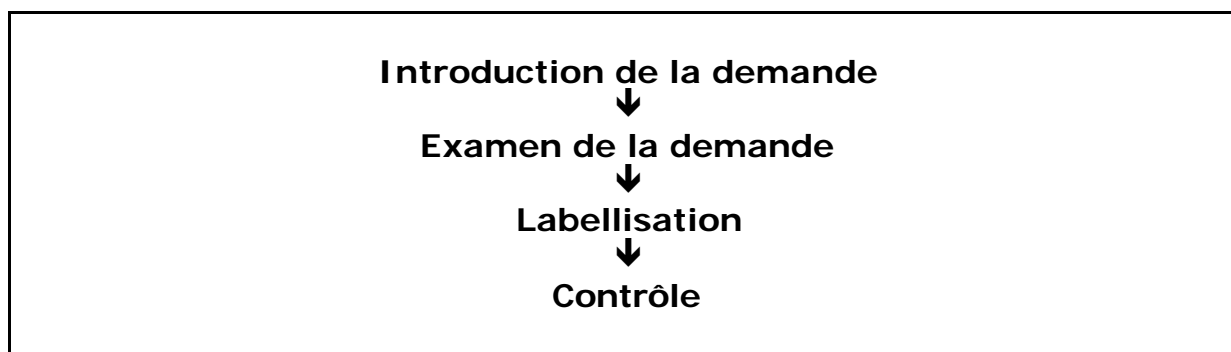 Introduction de la demande
Examen de la demande
Labellisation
Contrôle